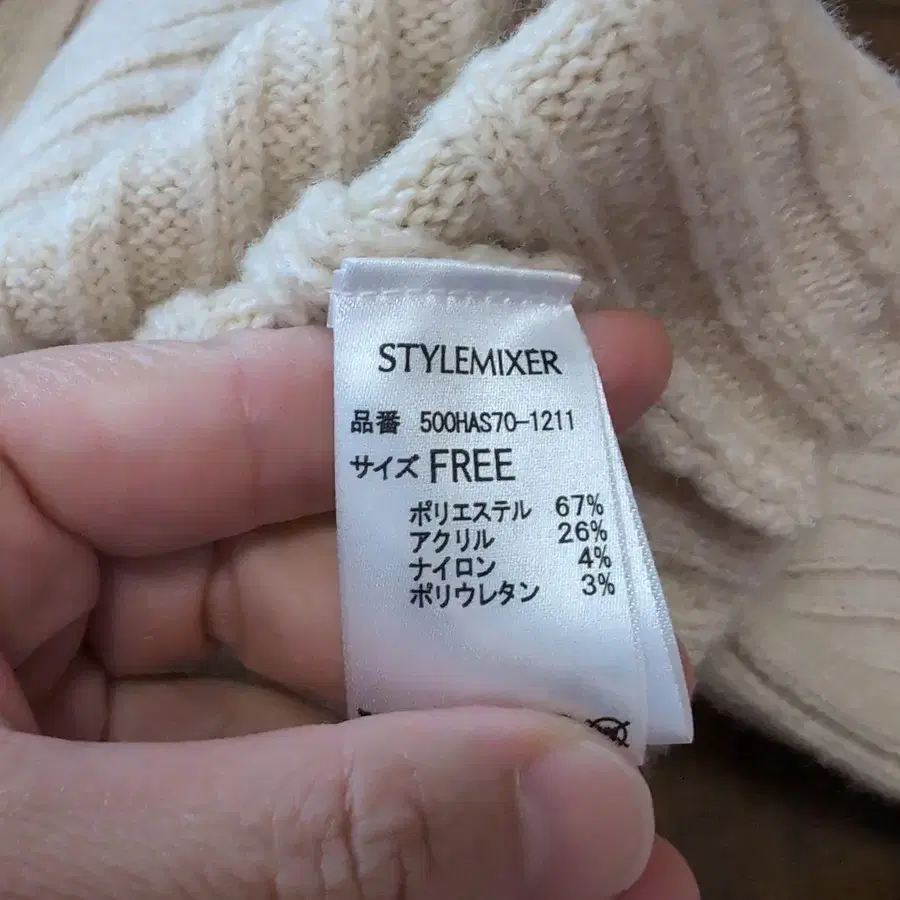 STYLEMIXER
品番 500HAS70-1211
サイズ FREE
ポリエステル 67%
アクリル 26%
ナイロン 4%
ポリウレタン 3%